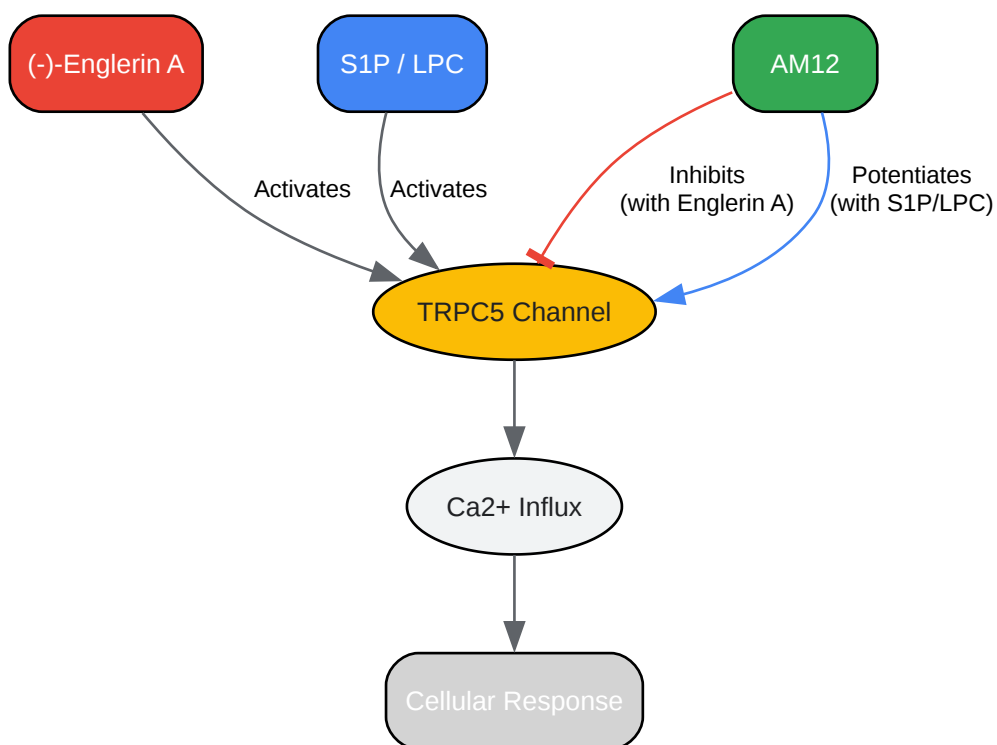 (-)-Englerin A
S1P / LPC
AM12
Activates
Activates
Inhibits
(with Englerin A)
Potentiates
(with S1P/LPC)
TRPC5 Channel
Ca2+ Influx
Cellular Response